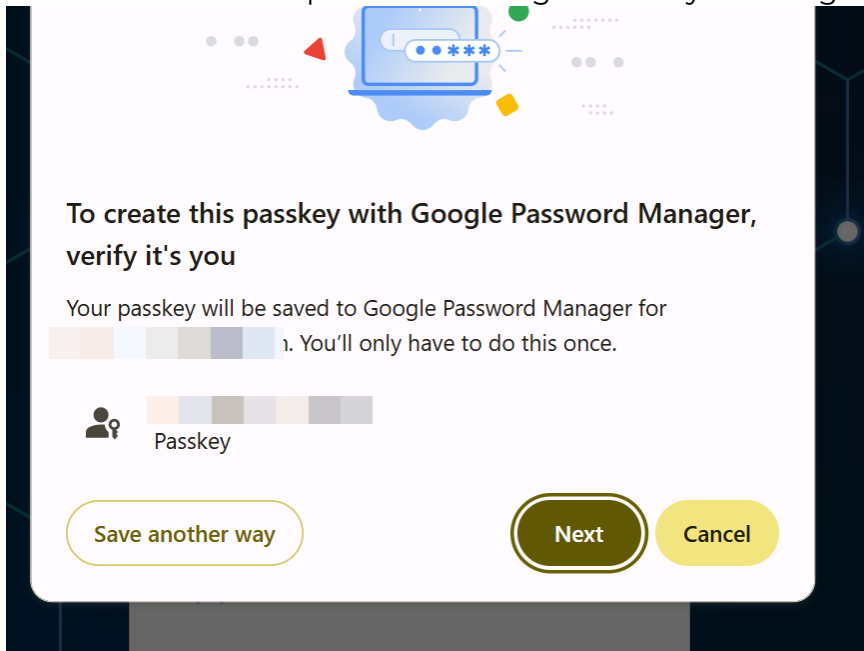 To create this passkey with Google Password Manager,
verify it's you
Your passkey will be saved to Google Password Manager for
. You'll only have to do this once.
Passkey
Save another way
Next
Cancel